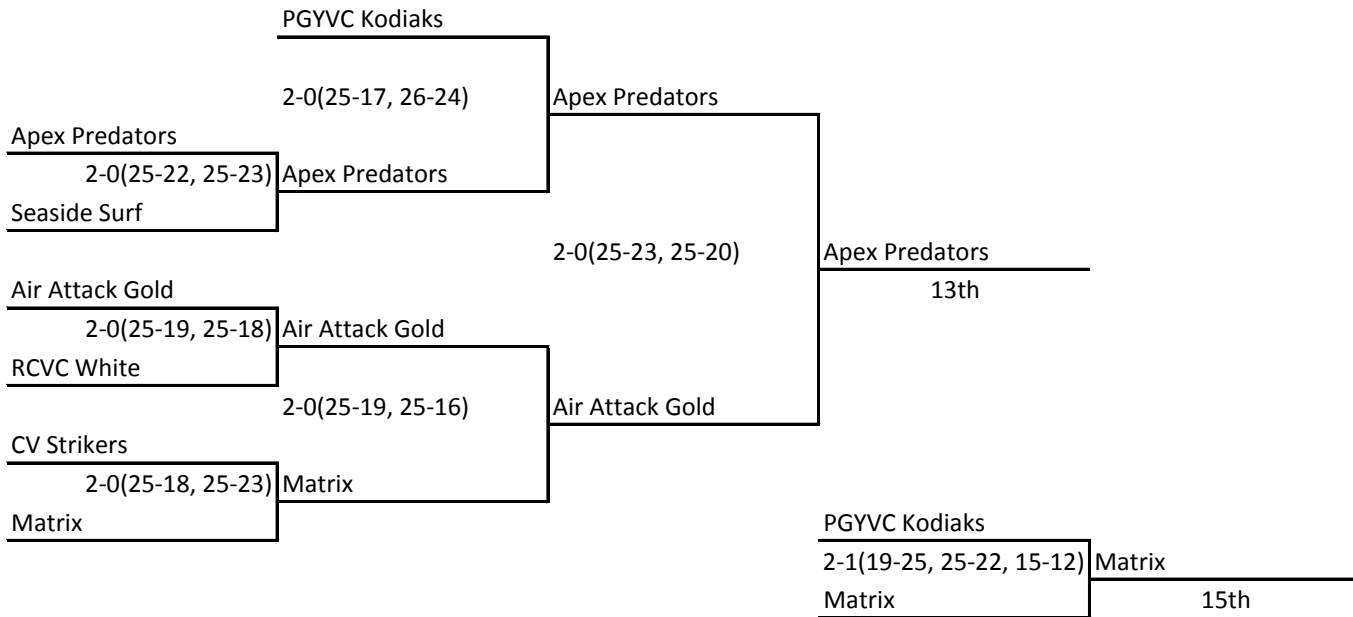 PGYVC Kodiaks
2-0(25-17, 26-24)
Apex Predators
Apex Predators
2-0(25-22, 25-23)
Apex Predators
Seaside Surf
2-0(25-23, 25-20)
Apex Predators
13th
Air Attack Gold
2-0(25-19, 25-18)
Air Attack Gold
RCVC White
2-0(25-19, 25-16)
Air Attack Gold
CV Strikers
2-0(25-18, 25-23)
Matrix
Matrix
PGYVC Kodiaks
2-1(19-25, 25-22, 15-12)
Matrix
Matrix
15th